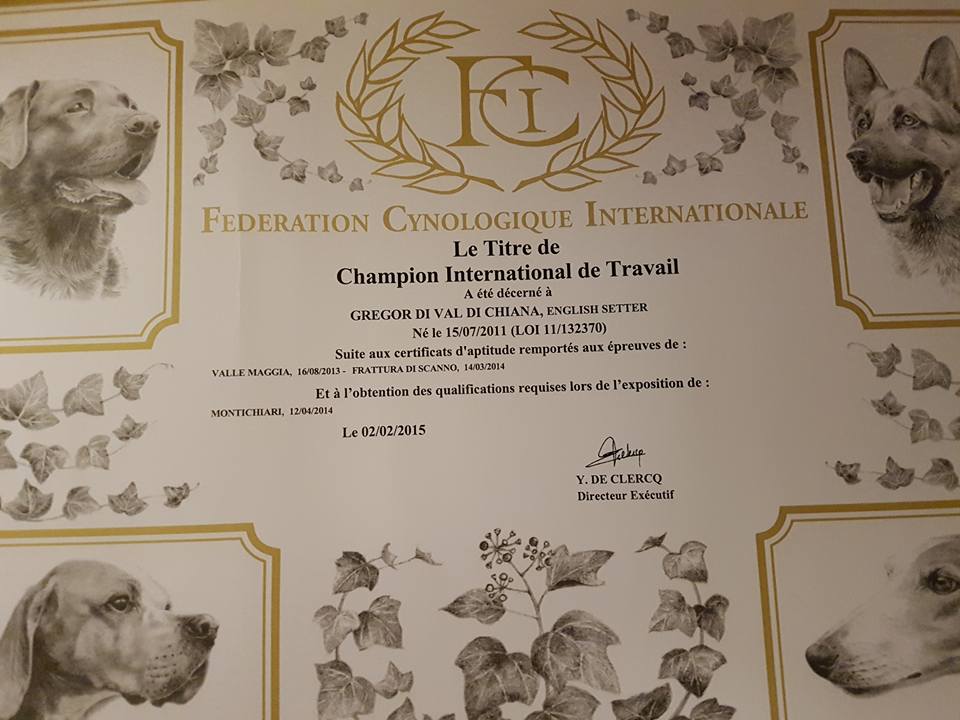 FCI
FEDERATION CYNOLOGIQUE INTERNATIONALE
Le Titre de
Champion International de Travail
A été décerné à
GREGOR DI VAL DI CHIANA, ENGLISH SETTER
Né le 15/07/2011 (LOI 11/132370)
Suite aux certificats d'aptitude remportés aux épreuves de :
VALLE MAGGIA, 16/08/2013 - FRATTURA DI SCANNO, 14/03/2014
Et à l'obtention des qualifications requises lors de l'exposition de :
MONTICHIARI, 12/04/2014
Le 02/02/2015
Y. DE CLERCQ
Directeur Exécutif